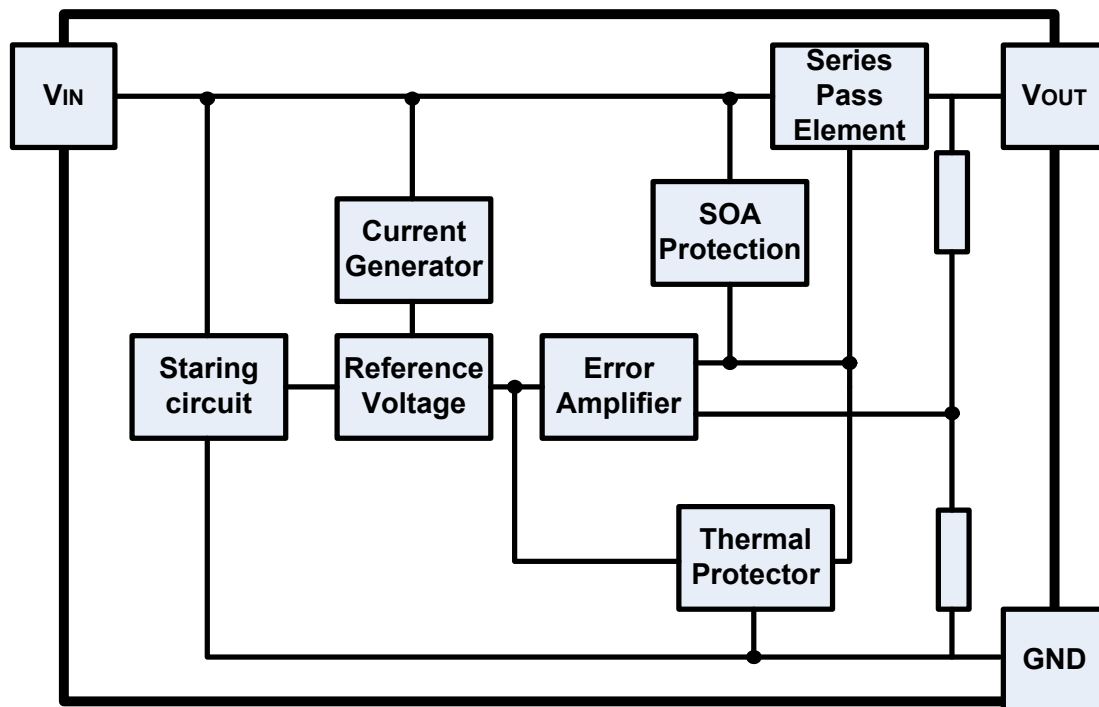 VIN
Series
Pass
Element
VOUT
Current
Generator
SOA
Protection
Staring
circuit
Reference
Voltage
Error
Amplifier
Thermal
Protector
GND